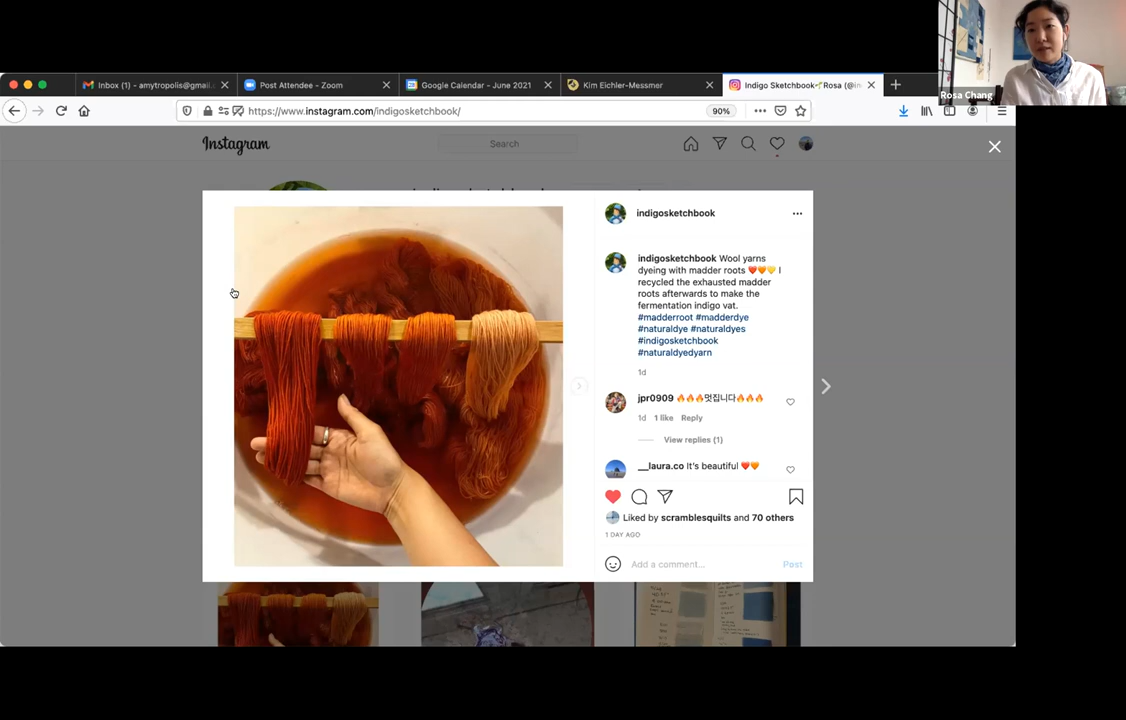 Rosa Chang
Inbox (1) - amytropolis@gmail.
Post Attendee - Zoom
Google Calendar - June 2021
Kim Eichler-Messmer
Indigo Sketchbook
Rosa (@in
https://www.instagram.com/indigosketchbook/
90%
Instagram
Search
indigosketchbook
indigosketchbook Wool yarns
dyeing with madder roots ❤️🧡💛 I
recycled the exhausted madder
roots afterwards to make the
fermentation indigo vat.
#madderroot #madderdye
#naturaldye #naturaldyes
#indigosketchbook
#naturaldyedyarn
1d
jpr0909 🔥🔥🔥멋집니다🔥🔥🔥
1d 1 like Reply
View replies (1)
__laura.co It's beautiful ❤️🧡
Liked by scramblesquilts and 70 others
1 DAY AGO
Add a comment... Post